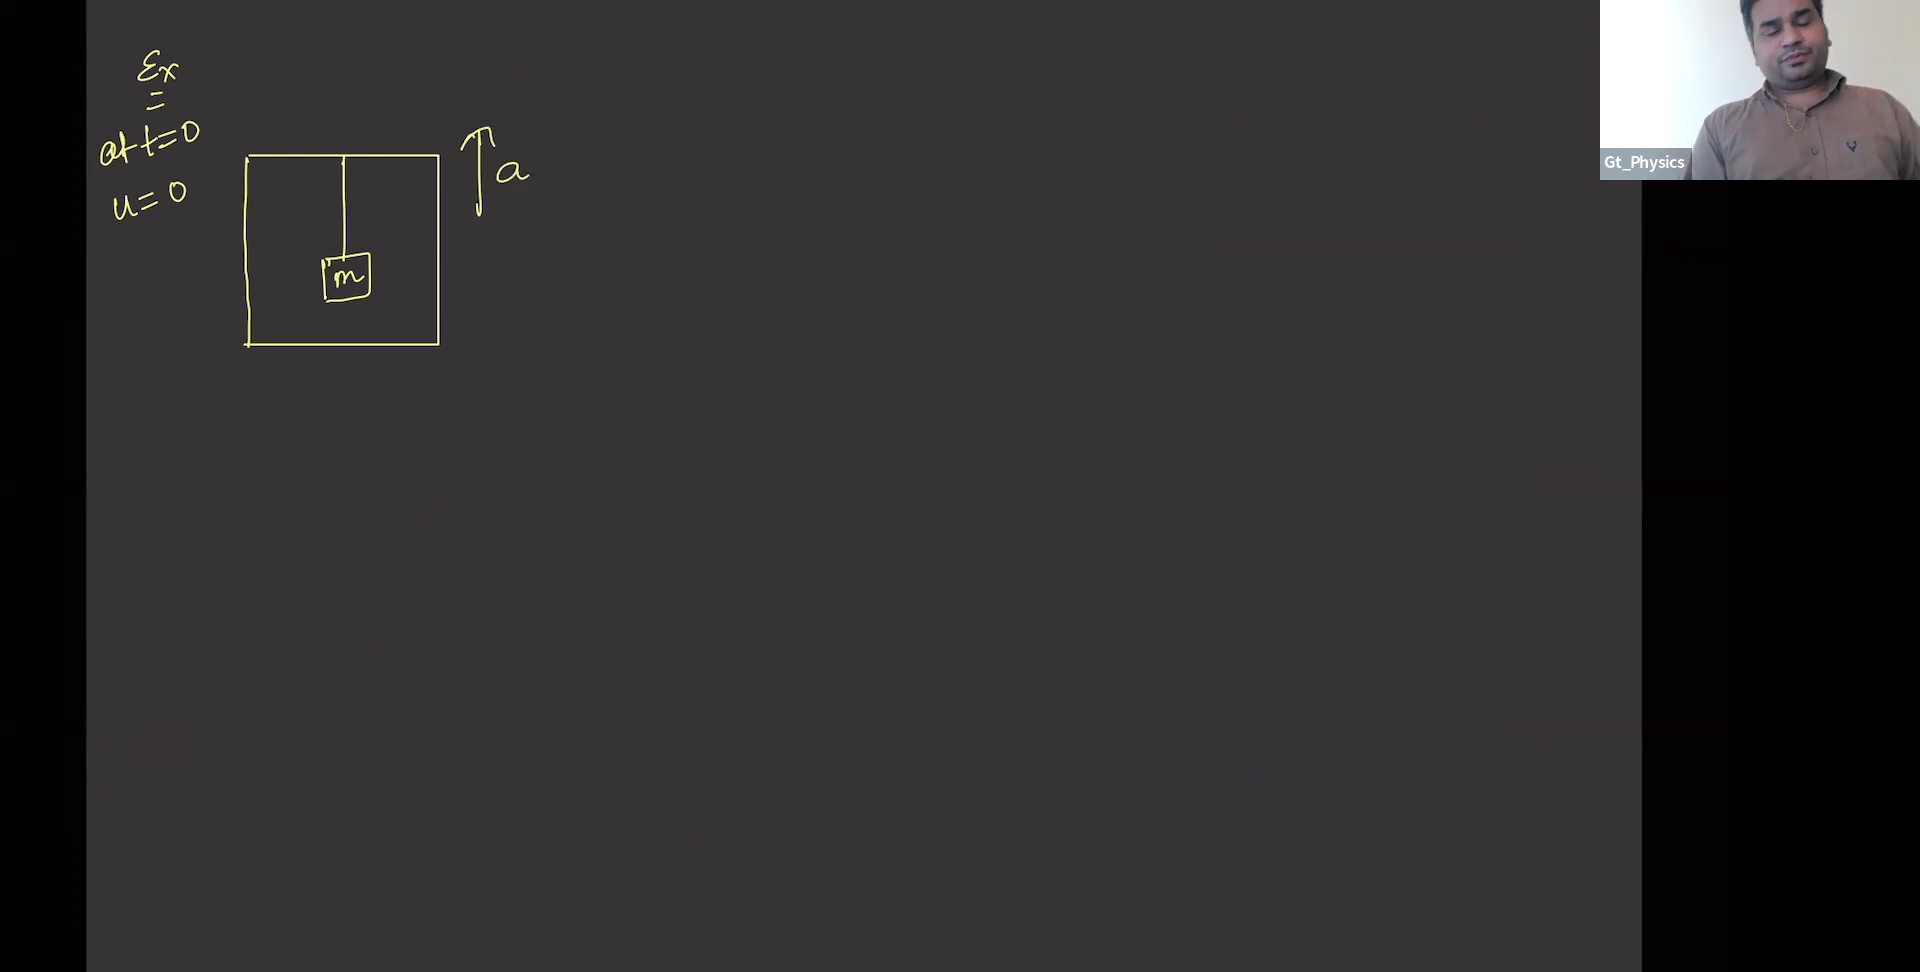 Ex
at t=0
u=0
a
m
Gt_Physics